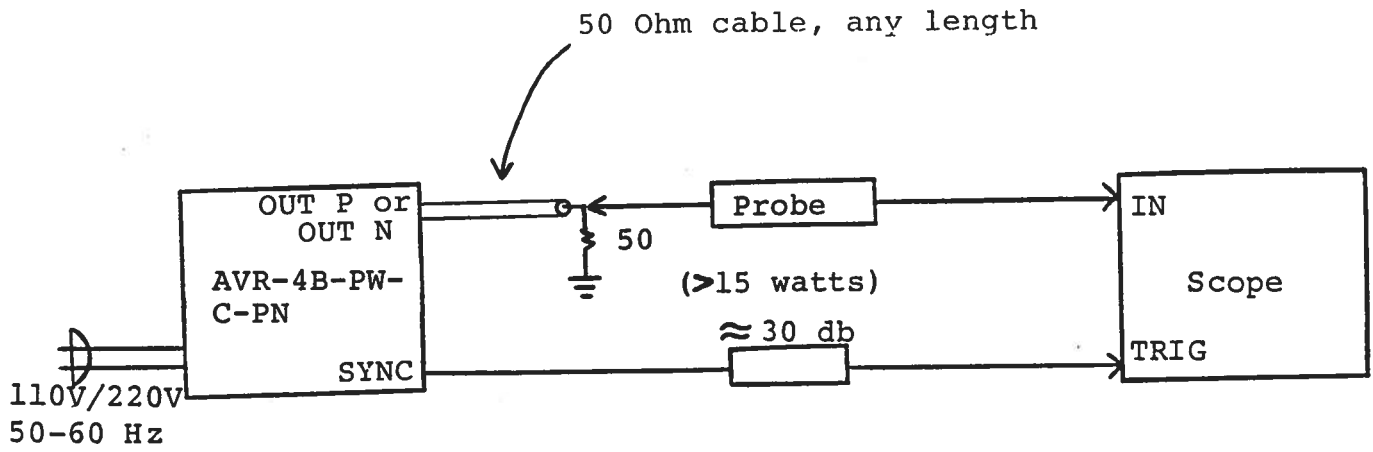 50 Ohm cable, any length
OUT P or
OUT N
AVR-4B-PW-
C-PN
SYNC
110V/220V
50-60 Hz
50
Probe
(>15 watts)
≈ 30 db
IN
Scope
TRIG